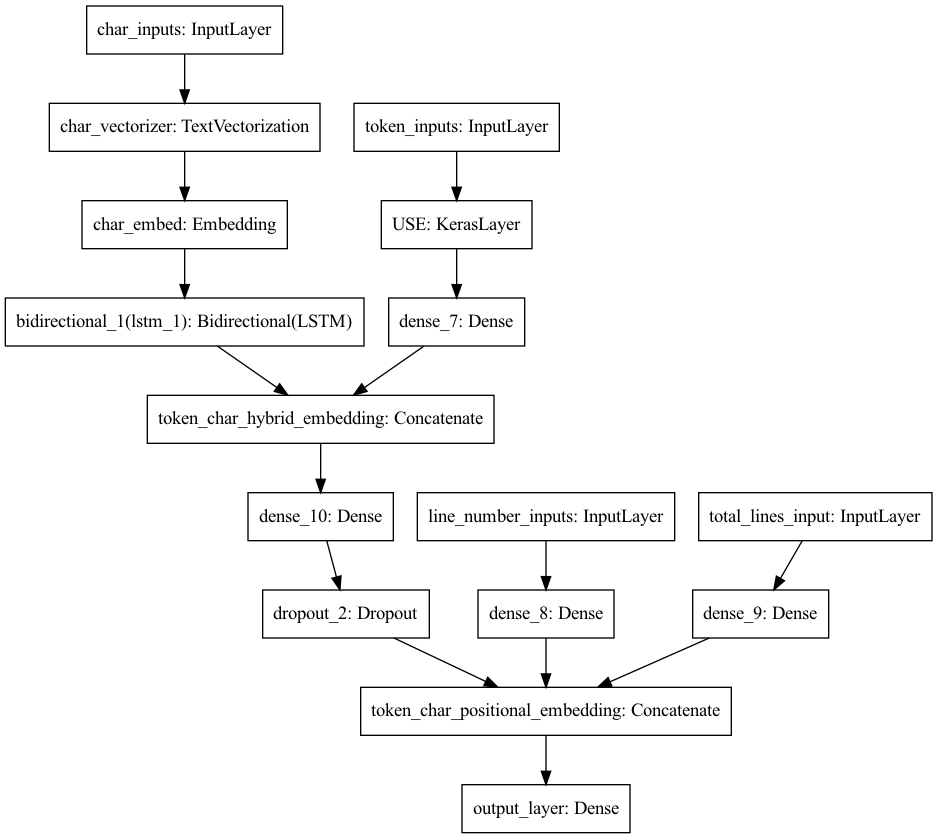 char_inputs: InputLayer
char_vectorizer: TextVectorization
token_inputs: InputLayer
char_embed: Embedding
USE: KerasLayer
bidirectional_1(lstm_1): Bidirectional(LSTM)
dense_7: Dense
token_char_hybrid_embedding: Concatenate
dense_10: Dense
line_number_inputs: InputLayer
total_lines_input: InputLayer
dropout_2: Dropout
dense_8: Dense
dense_9: Dense
token_char_positional_embedding: Concatenate
output_layer: Dense